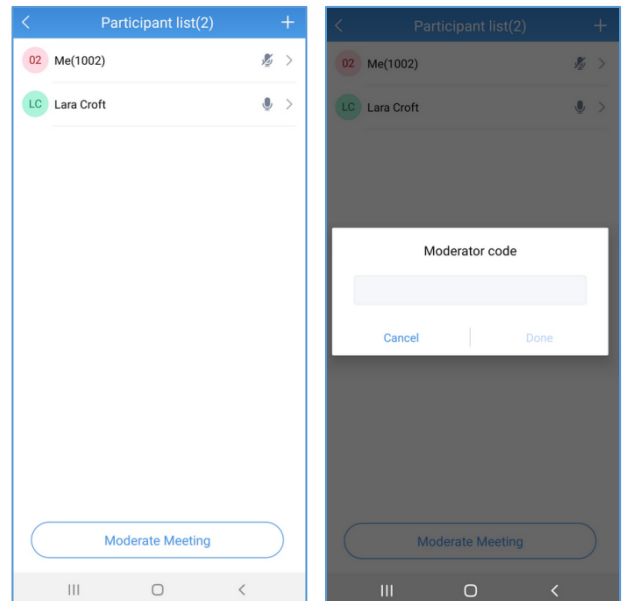 Participant list(2)
02 Me(1002)
LC Lara Croft
Moderate Meeting
Participant list(2)
02 Me(1002)
LC Lara Croft
Moderator code
Cancel Done
Moderate Meeting